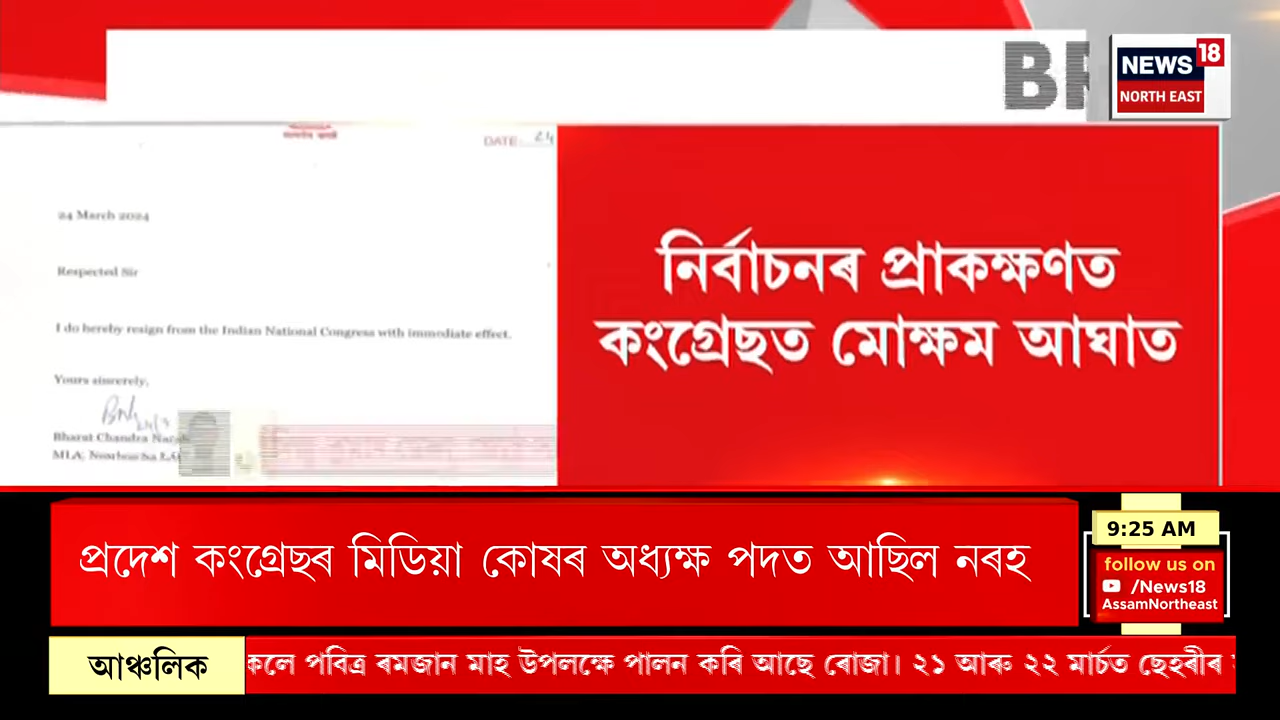 NEWS 18
NORTH EAST
DATE: 24
24 March 2024
Respected Sir
I do hereby resign from the Indian National Congress with immediate effect.
Yours sincerely,
Bharat Chandra
MLA,
নিৰ্বাচনৰ প্ৰাকক্ষণত
কংগ্ৰেছত মোক্ষম আঘাত
প্ৰদেশ কংগ্ৰেছৰ মিডিয়া কোষৰ অধ্যক্ষ পদত আছিল নৰহ
9:25 AM
follow us on
/News18
AssamNortheast
আঞ্চলিক
কলে পবিত্ৰ ৰমজান মাহ উপলক্ষে পালন কৰি আছে ৰোজা। ২১ আৰু ২২ মাৰ্চত ছেহৰীৰ